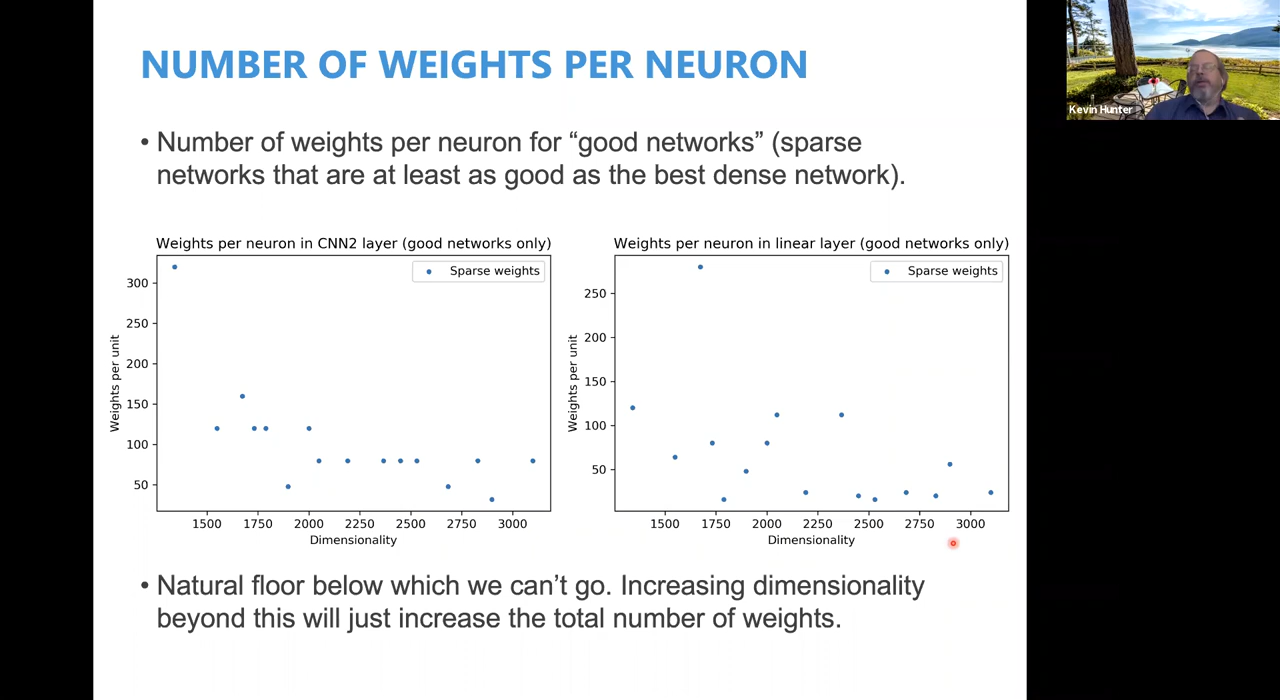 NUMBER OF WEIGHTS PER NEURON
Kevin Hunter
• Number of weights per neuron for “good networks” (sparse
networks that are at least as good as the best dense network).
Weights per neuron in CNN2 layer (good networks only)
Sparse weights
Weights per unit
300
250
200
150
100
50
1500 1750 2000 2250 2500 2750 3000
Dimensionality
Weights per neuron in linear layer (good networks only)
Sparse weights
Weights per unit
250
200
150
100
50
1500 1750 2000 2250 2500 2750 3000
Dimensionality
• Natural floor below which we can’t go. Increasing dimensionality
beyond this will just increase the total number of weights.